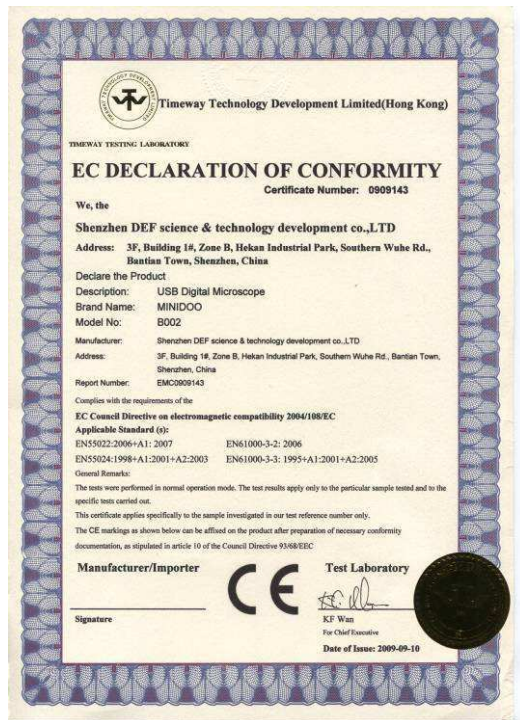 Timeway Technology Development Limited(Hong Kong)
TIMEWAY TESTING LABORATORY
EC DECLARATION OF CONFORMITY
Certificate Number: 0909143
We, the
Shenzhen DEF science & technology development co.,LTD
Address: 3F, Building 1#, Zone B, Hekan Industrial Park, Southern Wuhe Rd.,
Bantian Town, Shenzhen, China
Declare the Product
Description: USB Digital Microscope
Brand Name: MINIDOO
Model No: B002
Manufacturer: Shenzhen DEF science & technology development co.,LTD
Address: 3F, Building 1#, Zone B, Hekan Industrial Park, Southern Wuhe Rd., Bantian Town,
Shenzhen, China
Report Number: EMC0909143
Complies with the requirements of the
EC Council Directive on electromagnetic compatibility 2004/108/EC
Applicable Standard (s):
EN55022:2006+A1: 2007 EN61000-3-2: 2006
EN55024:1998+A1:2001+A2:2003 EN61000-3-3: 1995+A1:2001+A2:2005
General Remarks:
The tests were performed in normal operation mode. The test results apply only to the particular sample tested and to the
specific tests carried out.
This certificate applies specifically to the sample investigated in our test reference number only.
The CE markings as shown below can be affixed on the product after preparation of necessary conformity
documentation, as stipulated in article 10 of the Council Directive 93/68/EEC
Manufacturer/Importer
CE
Test Laboratory
Signature
KF Wan
For Chief Executive
Date of Issue: 2009-09-10